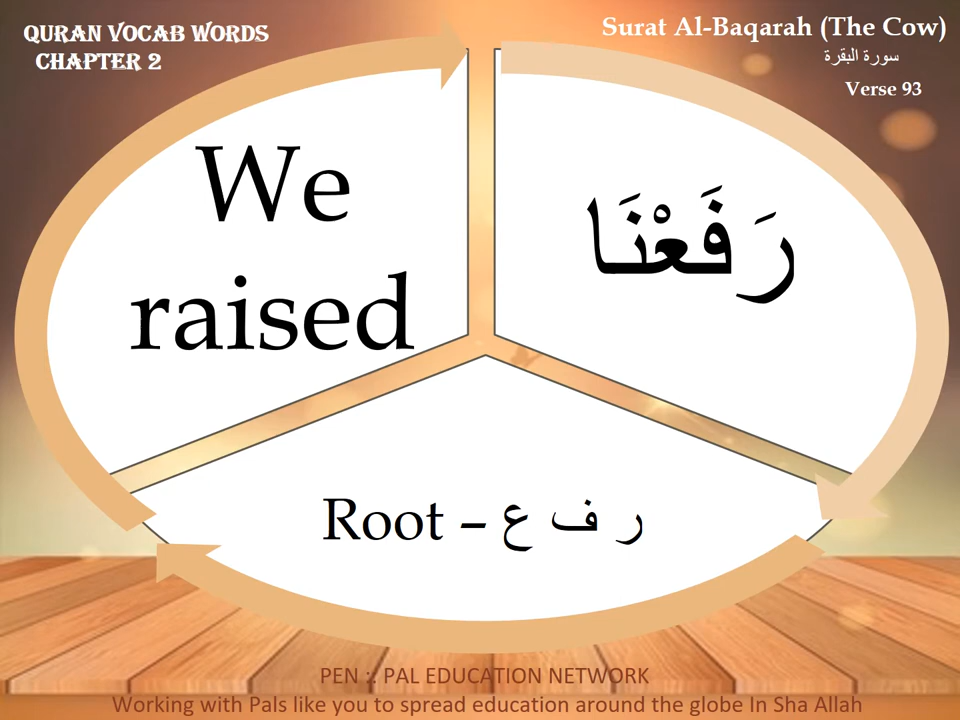 QURAN VOCAB WORDS
CHAPTER 2
Surat Al-Baqarah (The Cow)
سورة البقرة
Verse 93
We
raised
رَفَعْنَا
Root – ر ف ع
PEN :: PAL EDUCATION NETWORK
Working with Pals like you to spread education around the globe In Sha Allah